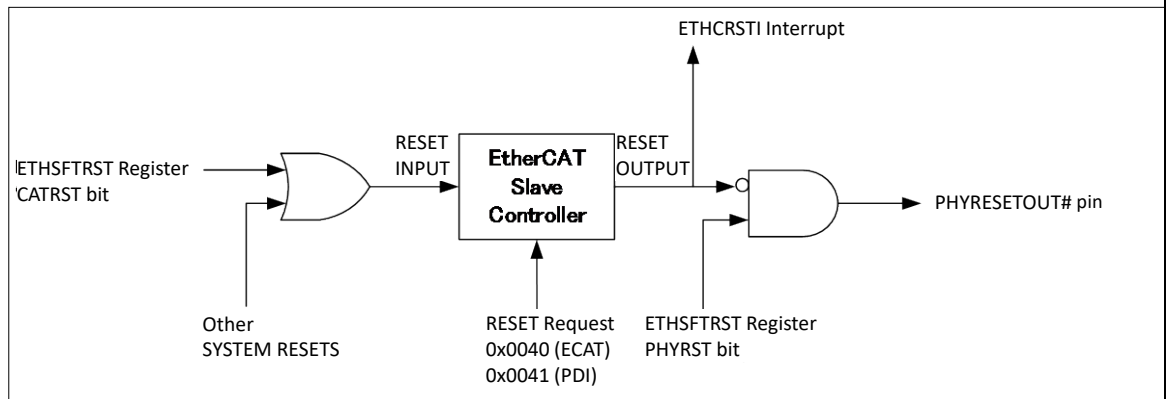 ETHCRSTI Interrupt
RESET
INPUT
EtherCAT
Slave
Controller
RESET
OUTPUT
ETHSFTRST Register
CATRST bit
PHYRESETOUT# pin
Other
SYSTEM RESETS
RESET Request
0x0040 (ECAT)
0x0041 (PDI)
ETHSFTRST Register
PHYRST bit